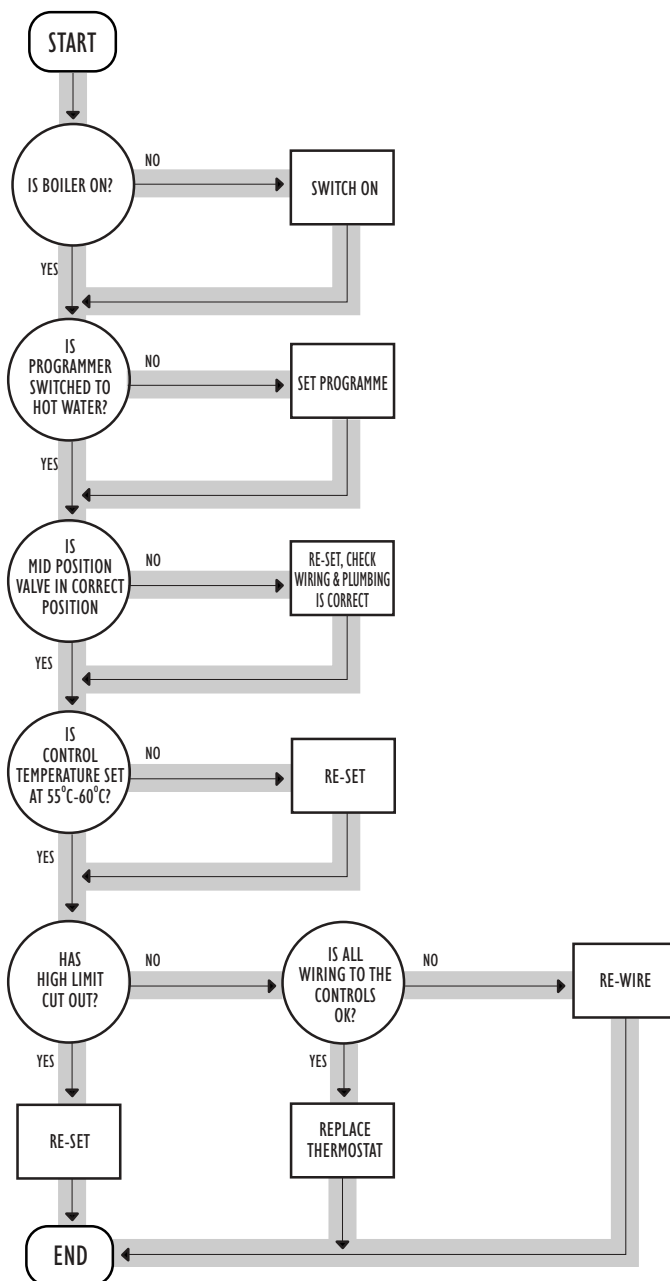 START
IS BOILER ON?
NO
SWITCH ON
YES
IS
PROGRAMMER
SWITCHED TO
HOT WATER?
NO
SET PROGRAMME
YES
IS
MID POSITION
VALVE IN CORRECT
POSITION
NO
RE-SET, CHECK
WIRING & PLUMBING
IS CORRECT
YES
IS
CONTROL
TEMPERATURE SET
AT 55°C-60°C?
NO
RE-SET
YES
HAS
HIGH LIMIT
CUT OUT?
NO
IS ALL
WIRING TO THE
CONTROLS
OK?
NO
RE-WIRE
YES
YES
RE-SET
REPLACE
THERMOSTAT
END